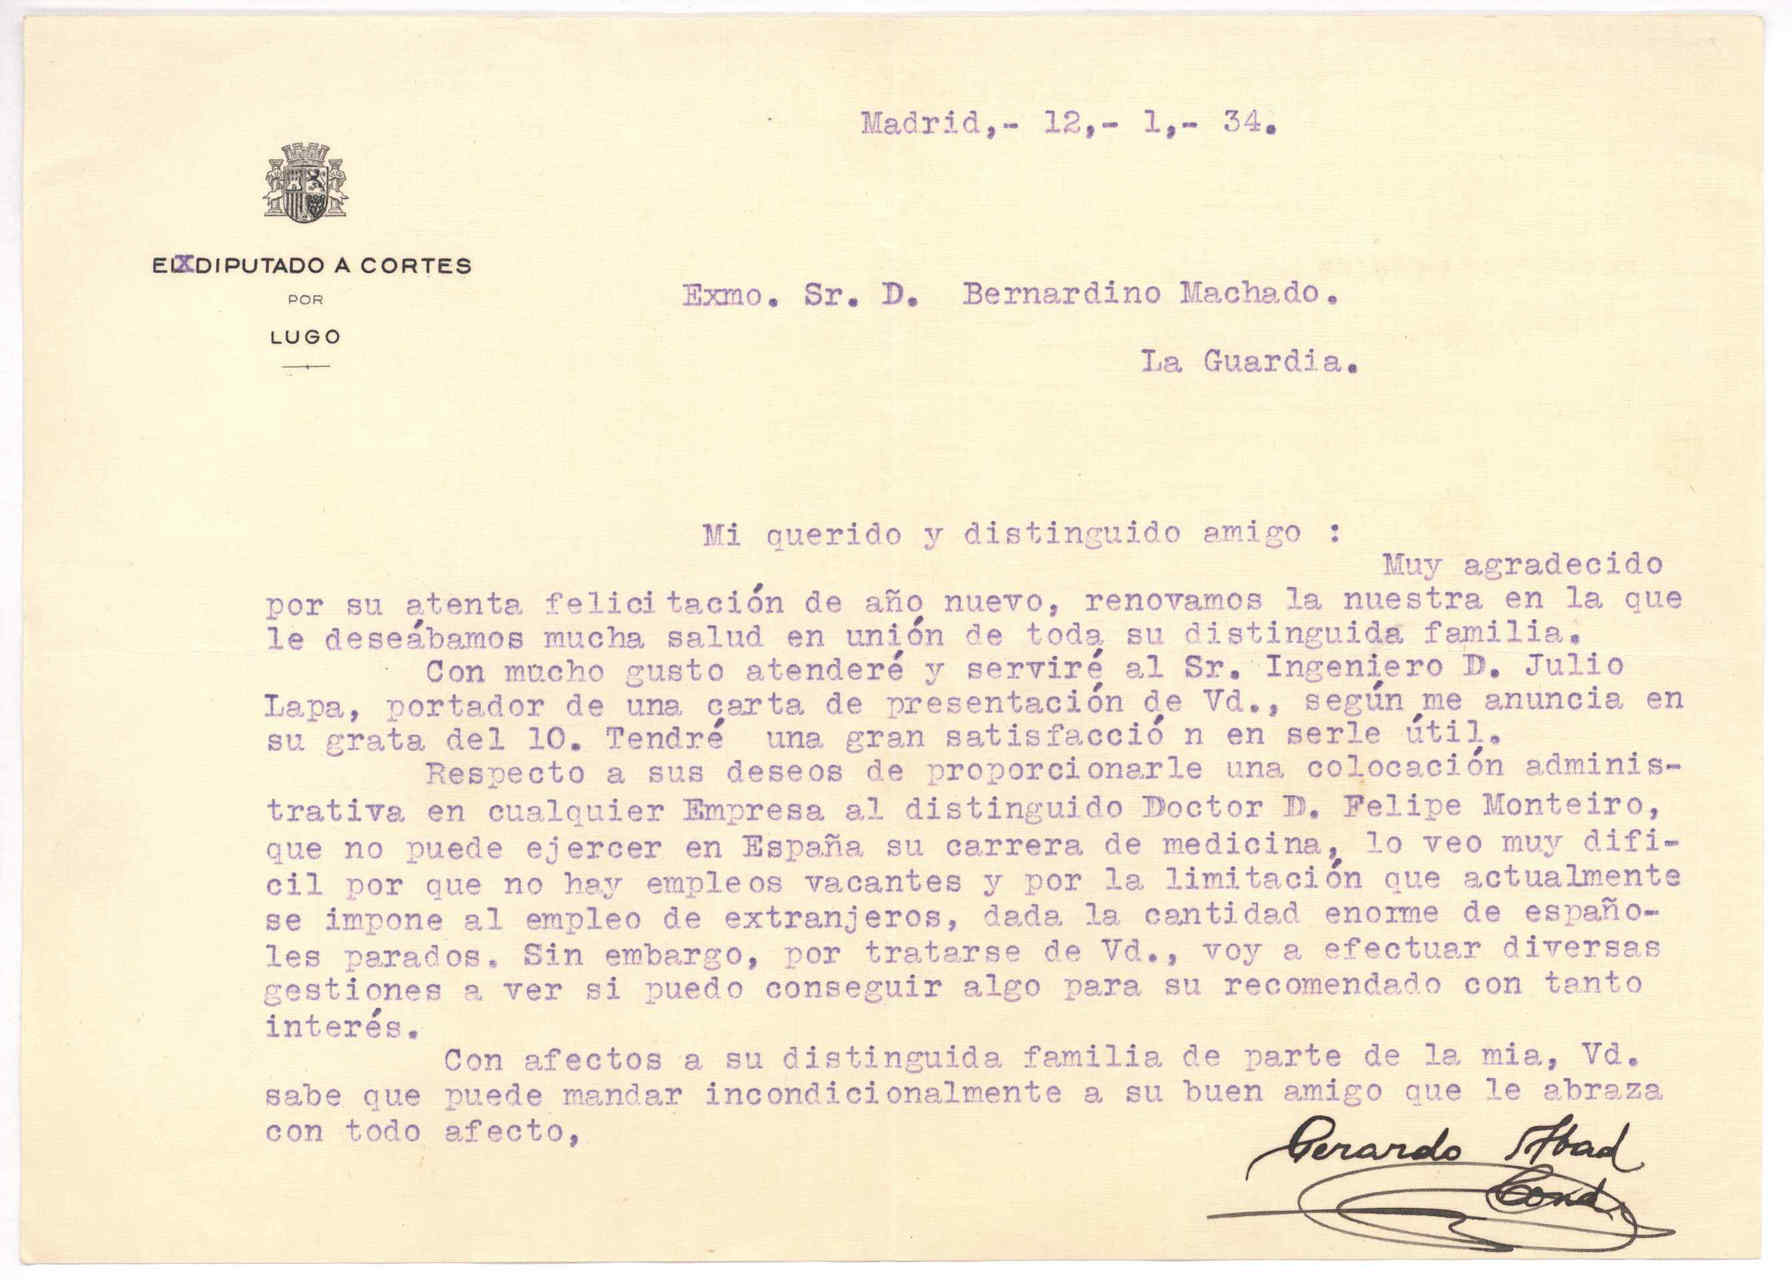 Madrid,- 12,- 1,- 34.
EX DIPUTADO A CORTES
POR
LUGO
Exmo. Sr. D. Bernardino Machado.
La Guardia.
Mi querido y distinguido amigo :
Muy agradecido
por su atenta felicitación de año nuevo, renovamos la nuestra en la que
le deseábamos mucha salud en unión de toda su distinguida familia.
Con mucho gusto atenderé y serviré al Sr. Ingeniero D. Julio
Lapa, portador de una carta de presentación de Vd., según me anuncia en
su grata del 10. Tendré una gran satisfacció n en serle útil.
Respecto a sus deseos de proporcionarle una colocación adminis-
trativa en cualquier Empresa al distinguido Doctor D. Felipe Monteiro,
que no puede ejercer en España su carrera de medicina, lo veo muy difi-
cil por que no hay empleos vacantes y por la limitación que actualmente
se impone al empleo de extranjeros, dada la cantidad enorme de españo-
les parados. Sin embargo, por tratarse de Vd., voy a efectuar diversas
gestiones a ver si puedo conseguir algo para su recomendado con tanto
interés.
Con afectos a su distinguida familia de parte de la mia, Vd.
sabe que puede mandar incondicionalmente a su buen amigo que le abraza
con todo afecto,
Gerardo Abad
Conde